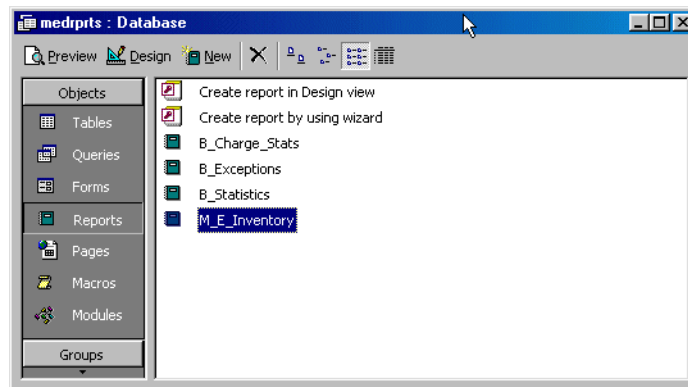 medrprts : Database
Preview Design New
Objects
Tables
Queries
Forms
Reports
Pages
Macros
Modules
Groups
Create report in Design view
Create report by using wizard
B_Charge_Stats
B_Exceptions
B_Statistics
M_E_Inventory